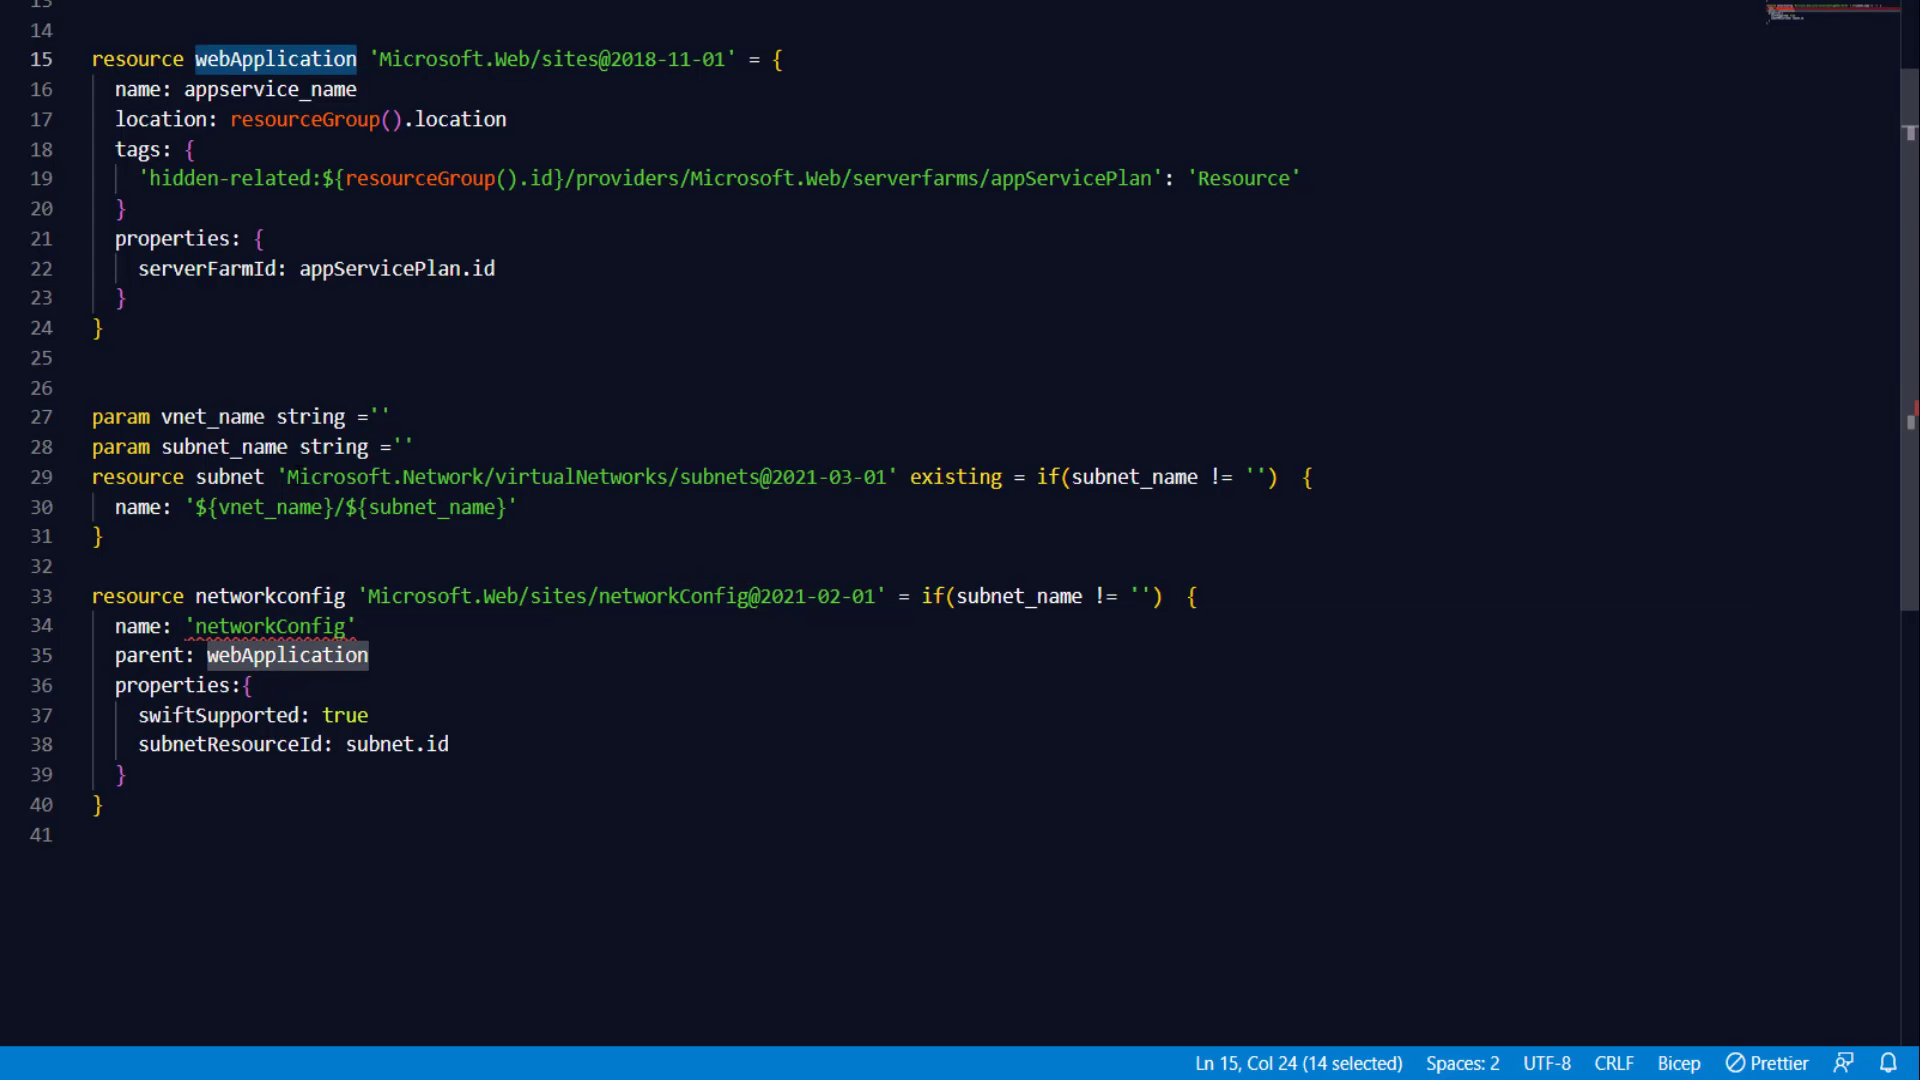 13
14
15 resource webApplication 'Microsoft.Web/sites@2018-11-01' = {
16 name: appservice_name
17 location: resourceGroup().location
18 tags: {
19 'hidden-related:${resourceGroup().id}/providers/Microsoft.Web/serverfarms/appServicePlan': 'Resource'
20 }
21 properties: {
22 serverFarmId: appServicePlan.id
23 }
24 }
25
26
27 param vnet_name string =''
28 param subnet_name string =''
29 resource subnet 'Microsoft.Network/virtualNetworks/subnets@2021-03-01' existing = if(subnet_name != '') {
30 name: '${vnet_name}/${subnet_name}'
31 }
32
33 resource networkconfig 'Microsoft.Web/sites/networkConfig@2021-02-01' = if(subnet_name != '') {
34 name: 'networkConfig'
35 parent: webApplication
36 properties:{
37 swiftSupported: true
38 subnetResourceId: subnet.id
39 }
40 }
41
Ln 15, Col 24 (14 selected) Spaces: 2 UTF-8 CRLF Bicep Prettier